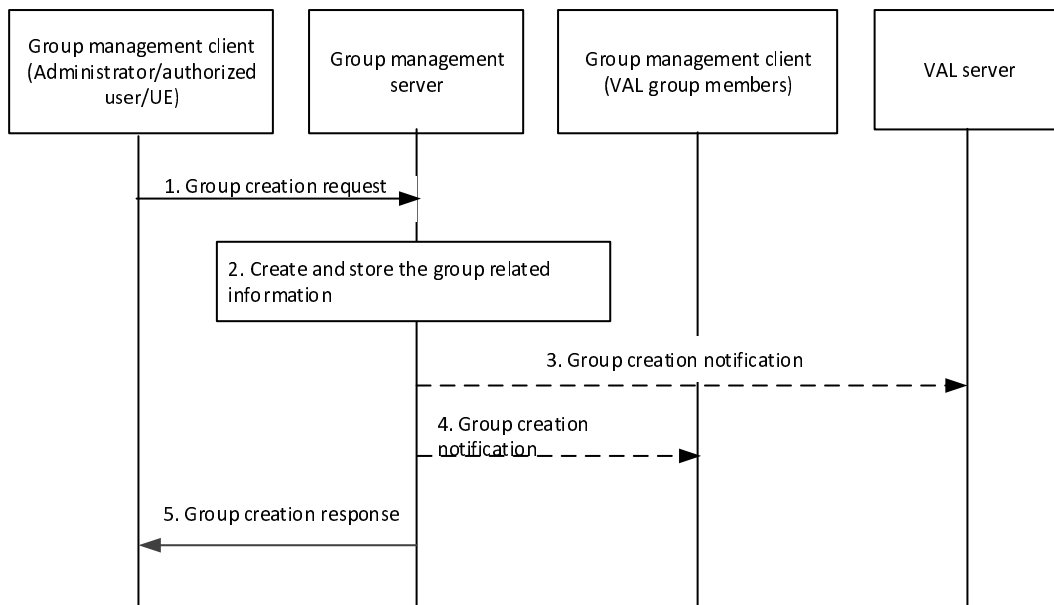 Group management client
(Administrator/authorized
user/UE)
Group management
server
Group management client
(VAL group members)
VAL server
1. Group creation request
2. Create and store the group related
information
3. Group creation notification
4. Group creation
notification
5. Group creation response